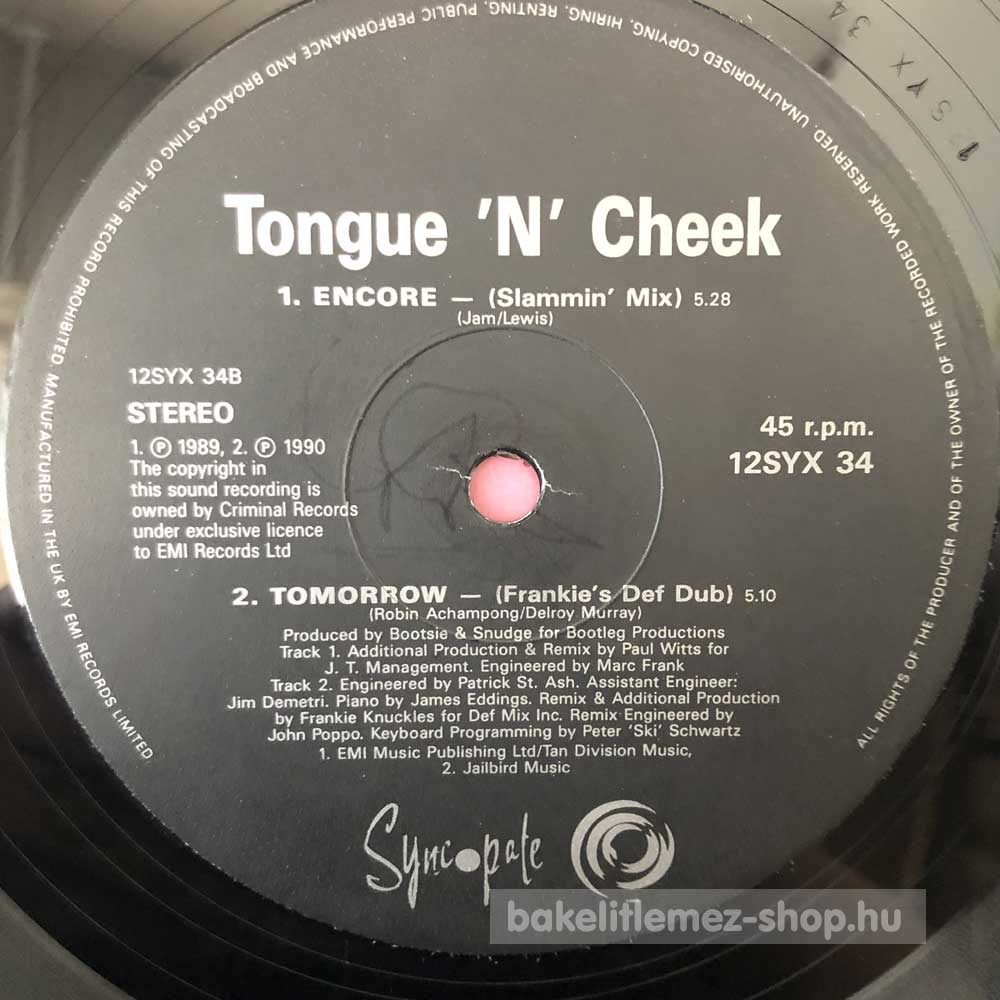 Tongue 'N' Cheek
1. ENCORE — (Slammin' Mix) 5.28
(Jam/Lewis)
12SYX 34B
STEREO
1. ℗ 1989, 2. ℗ 1990
The copyright in
this sound recording is
owned by Criminal Records
under exclusive licence
to EMI Records Ltd
45 r.p.m.
12SYX 34
2. TOMORROW — (Frankie's Def Dub) 5.10
(Robin Achampong/Delroy Murray)
Produced by Bootsie & Snudge for Bootleg Productions
Track 1. Additional Production & Remix by Paul Witts for
J. T. Management. Engineered by Marc Frank
Track 2. Engineered by Patrick St. Ash. Assistant Engineer:
Jim Demetri. Piano by James Eddings. Remix & Additional Production
by Frankie Knuckles for Def Mix Inc. Remix Engineered by
John Poppo. Keyboard Programming by Peter 'Ski' Schwartz
1. EMI Music Publishing Ltd/Tan Division Music,
2. Jailbird Music
Syncopate
ALL RIGHTS OF THE PRODUCER AND OF THE OWNER OF THE RECORDED WORK RESERVED. UNAUTHORISED COPYING, HIRING, RENTING, PUBLIC PERFORMANCE AND BROADCASTING OF THIS RECORD PROHIBITED. MANUFACTURED IN THE UK BY EMI RECORDS LIMITED
12SYX 34
bakelitlemez-shop.hu